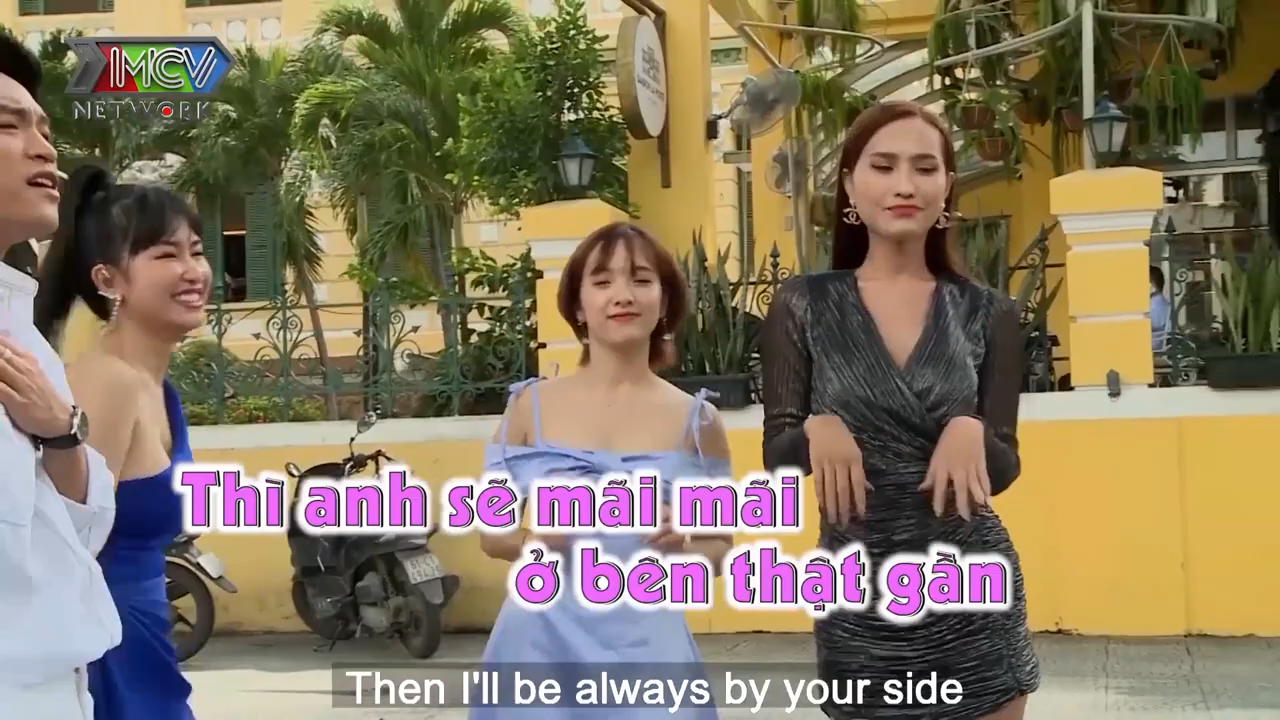 MCV
NETWORK
Thì anh sẽ mãi mãi
ở bên thật gần
Then I'll be always by your side